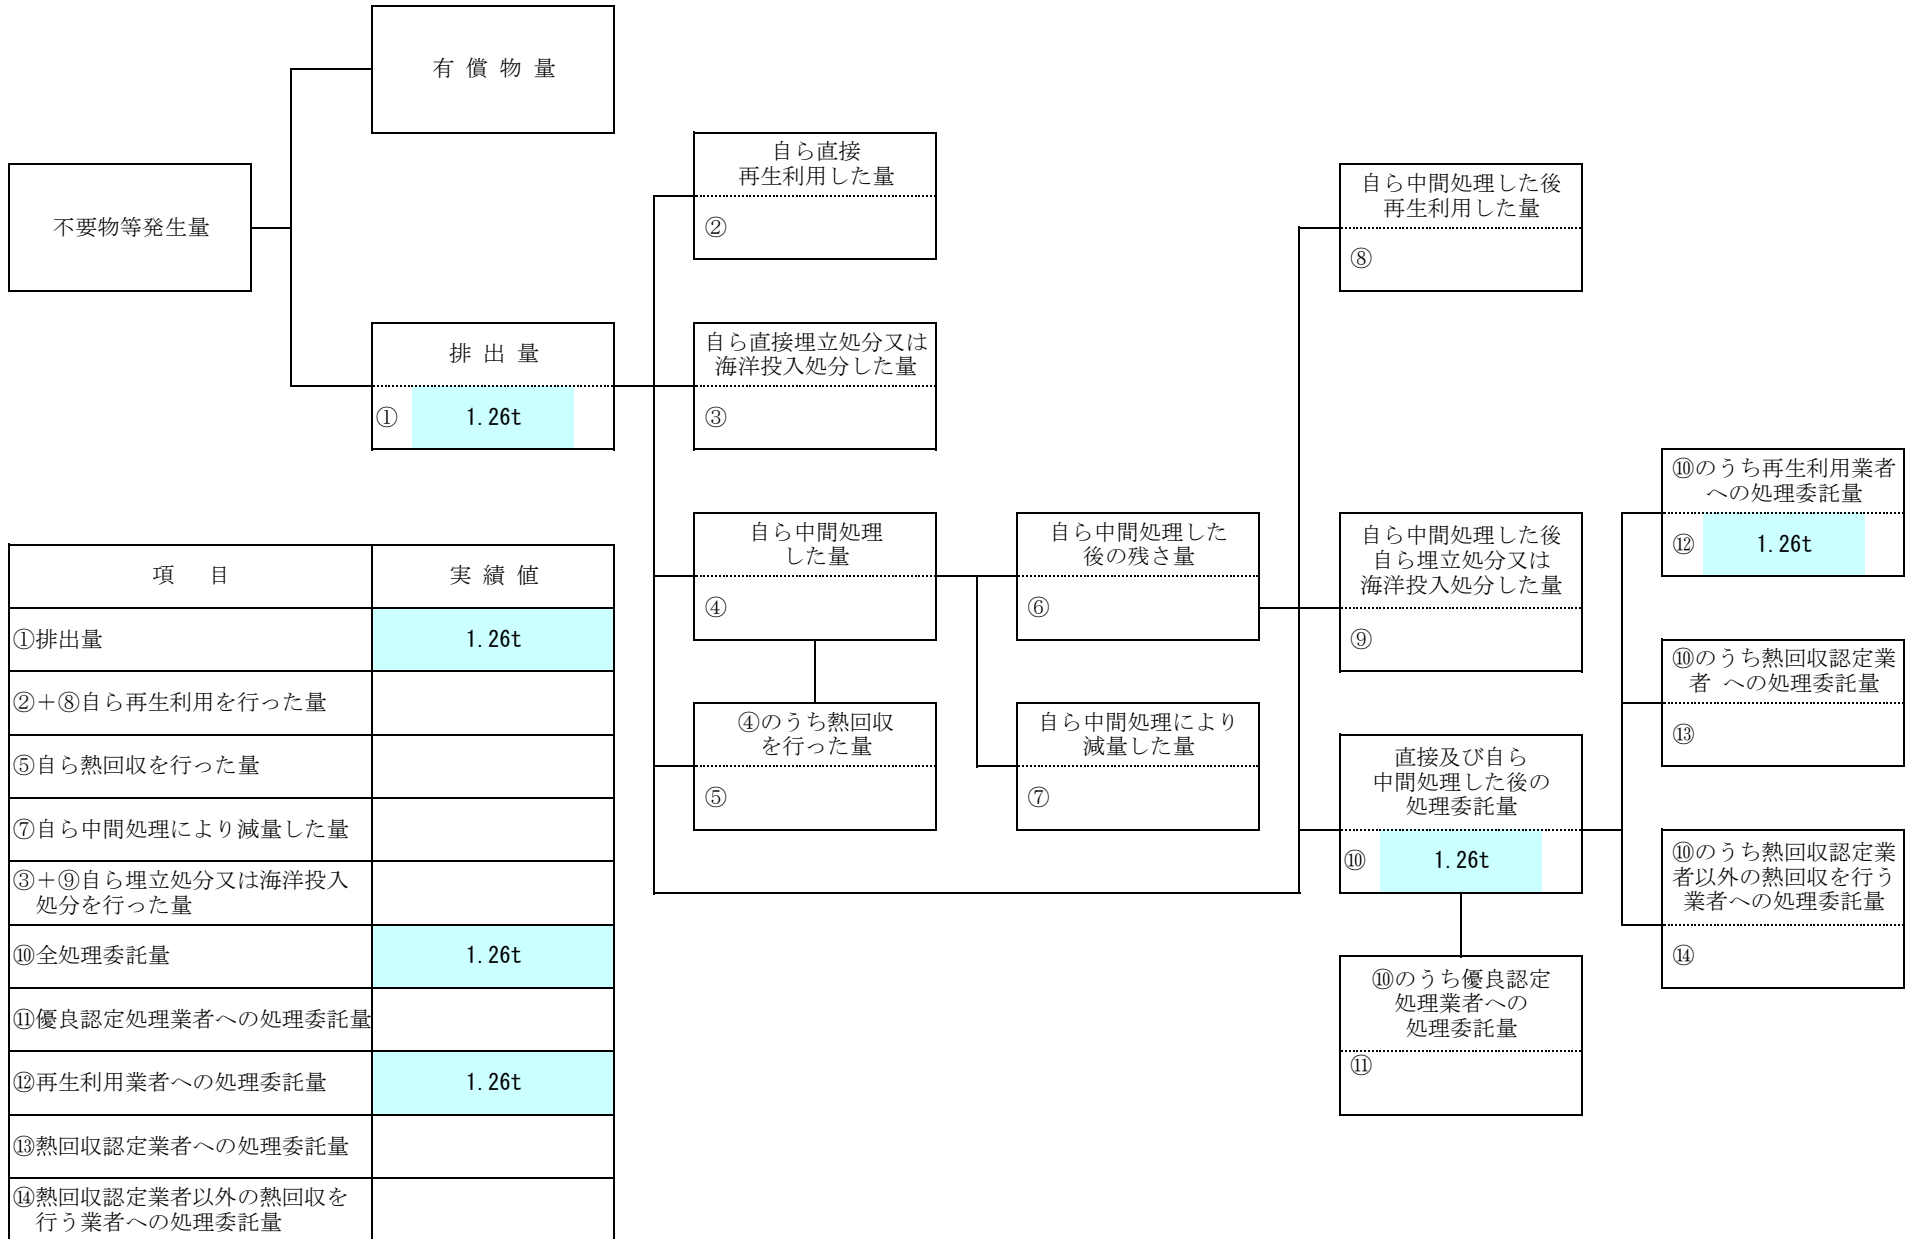 有 償 物 量
不要物等発生量
排 出 量
① 1.26t
自ら直接
再生利用した量
②
自ら直接埋立処分又は
海洋投入処分した量
③
自ら中間処理
した量
④
④のうち熱回収
を行った量
⑤
自ら中間処理した
後の残さ量
⑥
自ら中間処理により
減量した量
⑦
自ら中間処理した後
再生利用した量
⑧
自ら中間処理した後
自ら埋立処分又は
海洋投入処分した量
⑨
直接及び自ら
中間処理した後の
処理委託量
⑩ 1.26t
⑩のうち優良認定
処理業者への
処理委託量
⑪
⑩のうち再生利用業者
への処理委託量
⑫ 1.26t
⑩のうち熱回収認定業
者 への処理委託量
⑬
⑩のうち熱回収認定業
者以外の熱回収を行う
業者への処理委託量
⑭
項 目 実 績 値
①排出量 1.26t
②+⑧自ら再生利用を行った量
⑤自ら熱回収を行った量
⑦自ら中間処理により減量した量
③+⑨自ら埋立処分又は海洋投入
処分を行った量
⑩全処理委託量 1.26t
⑪優良認定処理業者への処理委託量
⑫再生利用業者への処理委託量 1.26t
⑬熱回収認定業者への処理委託量
⑭熱回収認定業者以外の熱回収を
行う業者への処理委託量